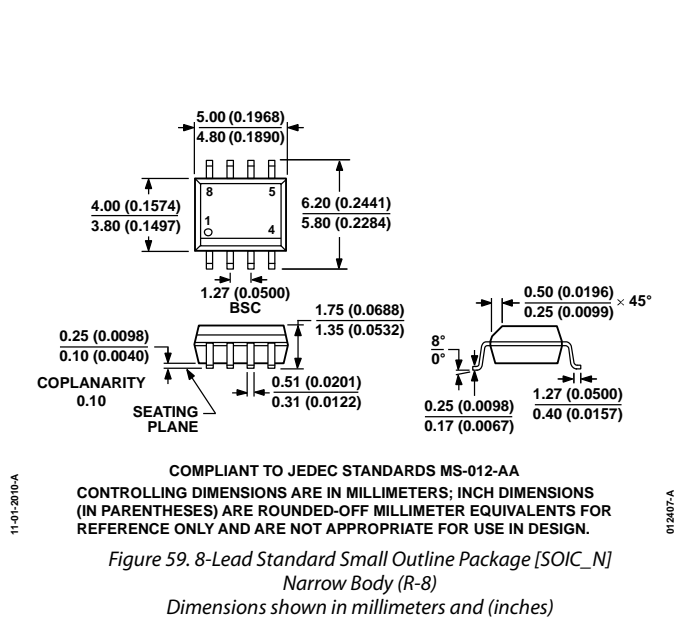 5.00 (0.1968)
4.80 (0.1890)
8
5
4.00 (0.1574)
3.80 (0.1497)
6.20 (0.2441)
5.80 (0.2284)
1
4
1.27 (0.0500)
BSC
1.75 (0.0688)
1.35 (0.0532)
0.50 (0.0196)
0.25 (0.0099)
× 45°
0.25 (0.0098)
0.10 (0.0040)
8°
0°
COPLANARITY
0.10
SEATING
PLANE
0.51 (0.0201)
0.31 (0.0122)
0.25 (0.0098)
0.17 (0.0067)
1.27 (0.0500)
0.40 (0.0157)
COMPLIANT TO JEDEC STANDARDS MS-012-AA
CONTROLLING DIMENSIONS ARE IN MILLIMETERS; INCH DIMENSIONS
(IN PARENTHESES) ARE ROUNDED-OFF MILLIMETER EQUIVALENTS FOR
REFERENCE ONLY AND ARE NOT APPROPRIATE FOR USE IN DESIGN.
11-01-2010-A
012407-A
Figure 59. 8-Lead Standard Small Outline Package [SOIC_N]
Narrow Body (R-8)
Dimensions shown in millimeters and (inches)